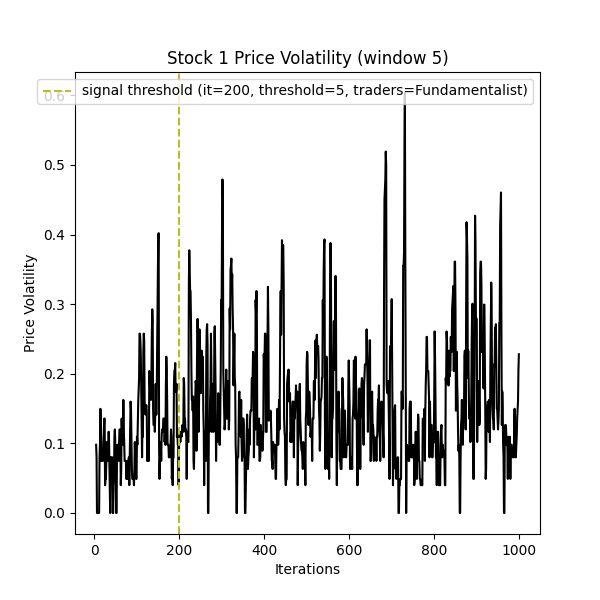 Stock 1 Price Volatility (window 5)
signal threshold (it=200, threshold=5, traders=Fundamentalist)
0.6
0.5
0.4
0.3
0.2
0.1
0.0
Price Volatility
0 200 400 600 800 1000
Iterations